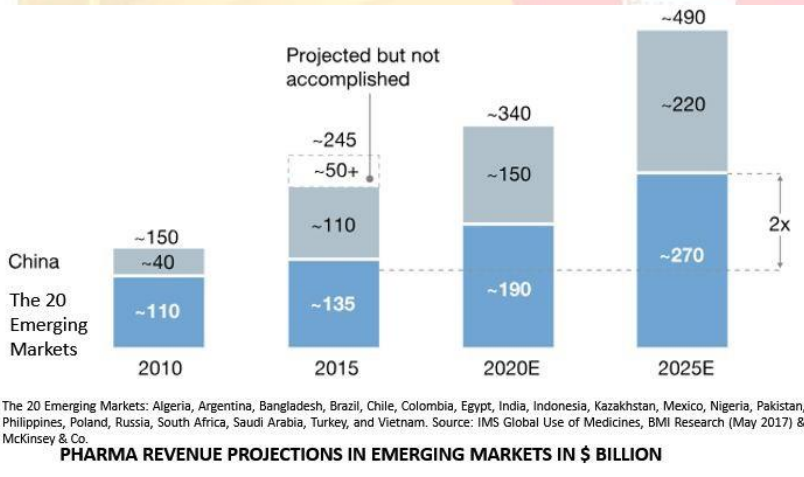 ~490
Projected but not
accomplished
~220
~340
~245
~50+
~150
~110
2x
~150
China
~40
~270
The 20
Emerging
Markets
~110
~135
~190
2010
2015
2020E
2025E
The 20 Emerging Markets: Algeria, Argentina, Bangladesh, Brazil, Chile, Colombia, Egypt, India, Indonesia, Kazakhstan, Mexico, Nigeria, Pakistan,
Philippines, Poland, Russia, South Africa, Saudi Arabia, Turkey, and Vietnam. Source: IMS Global Use of Medicines, BMI Research (May 2017) &
McKinsey & Co.
PHARMA REVENUE PROJECTIONS IN EMERGING MARKETS IN $ BILLION